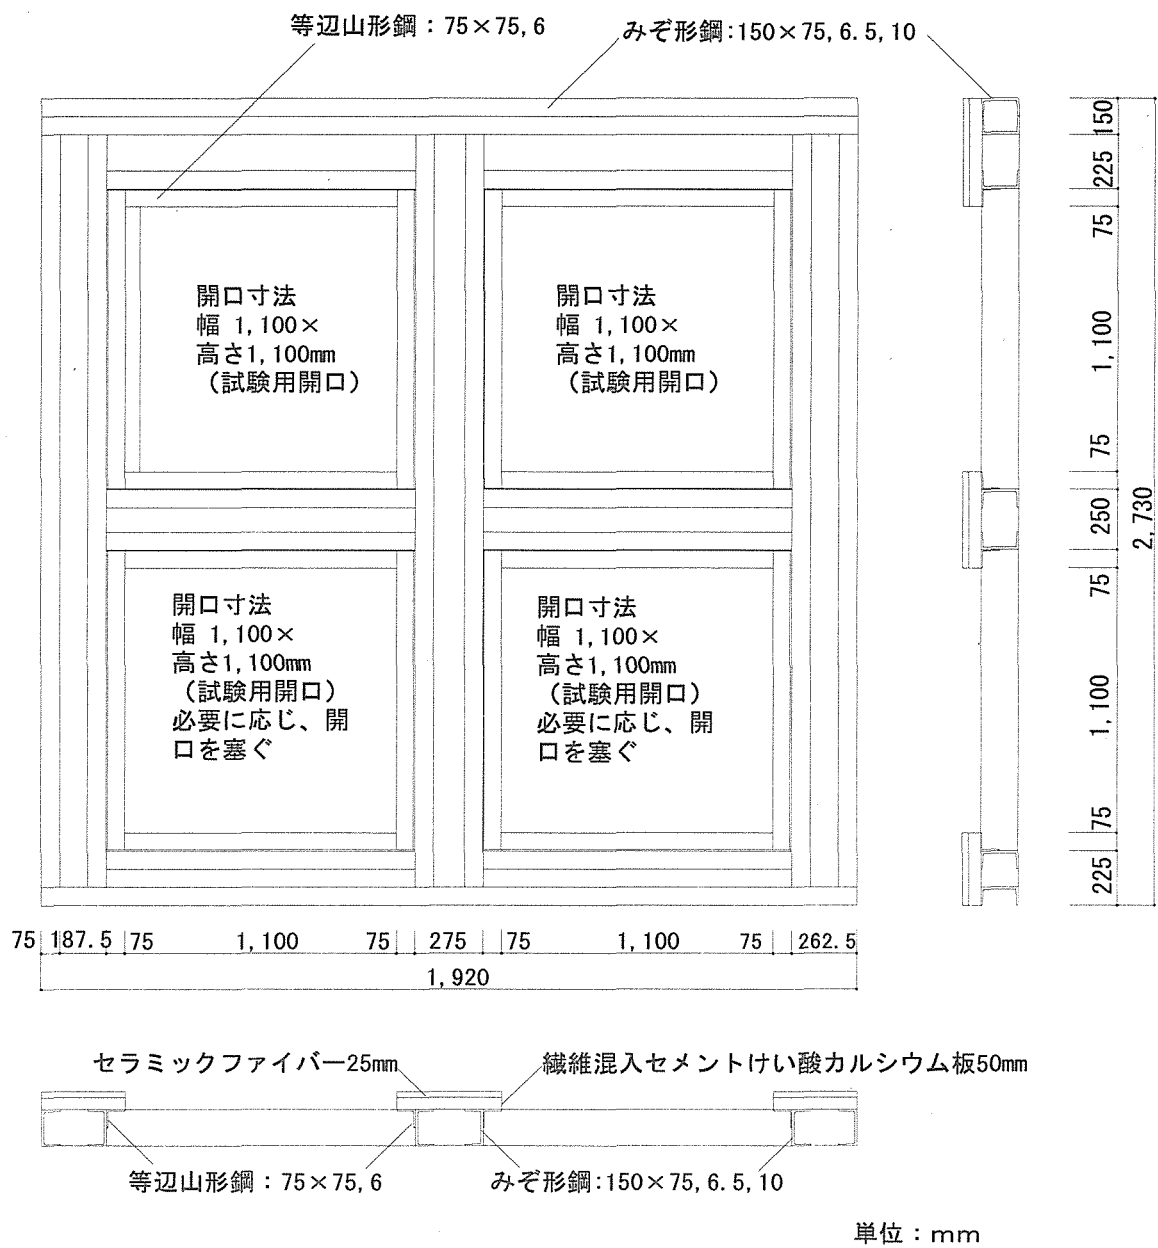 等辺山形鋼：75×75,6
みぞ形鋼:150×75,6.5,10
開口寸法
幅 1,100×
高さ1,100mm
（試験用開口）
開口寸法
幅 1,100×
高さ1,100mm
（試験用開口）
開口寸法
幅 1,100×
高さ1,100mm
（試験用開口）
必要に応じ、開
口を塞ぐ
開口寸法
幅 1,100×
高さ1,100mm
（試験用開口）
必要に応じ、開
口を塞ぐ
150
225
75
1,100
75
250
75
1,100
75
225
2,730
75 187.5 75 1,100 75 275 75 1,100 75 262.5
1,920
セラミックファイバー25mm
繊維混入セメントけい酸カルシウム板50mm
等辺山形鋼：75×75,6
みぞ形鋼:150×75,6.5,10
単位：mm